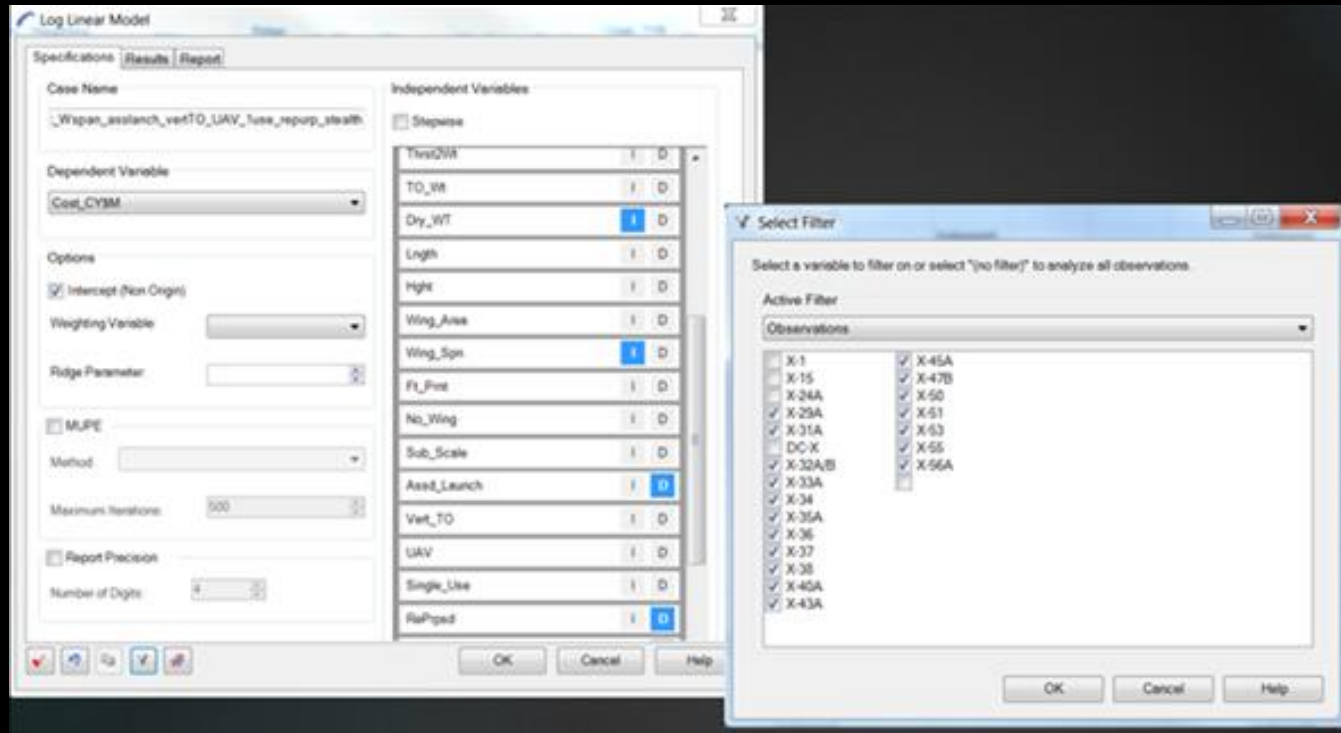 Log Linear Model
Specifications Results Report
Case Name
:_Wspan_asslanch_vertTO_UAV_1use_repurp_stealth
Dependent Variable
Cost_CY$M
Options
Intercept (Non Origin)
Weighting Variable:
Ridge Parameter:
MUPE
Method:
Maximum Iterations: 500
Report Precision
Number of Digits: 4
Independent Variables
Stepwise
Thrst2Wt I D
TO_Wt I D
Dry_WT I D
Lngth I D
Hght I D
Wing_Area I D
Wing_Spn I D
Ft_Prnt I D
No_Wing I D
Sub_Scale I D
Assd_Launch I D
Vert_TO I D
UAV I D
Single_Use I D
RePrpsd I D
OK Cancel Help
Select Filter
Select a variable to filter on or select "(no filter)" to analyze all observations.
Active Filter
Observations
X-1
X-15
X-24A
X-29A
X-31A
DC-X
X-32A/B
X-33A
X-34
X-35A
X-36
X-37
X-38
X-40A
X-43A
X-45A
X-47B
X-50
X-51
X-53
X-55
X-56A
OK Cancel Help